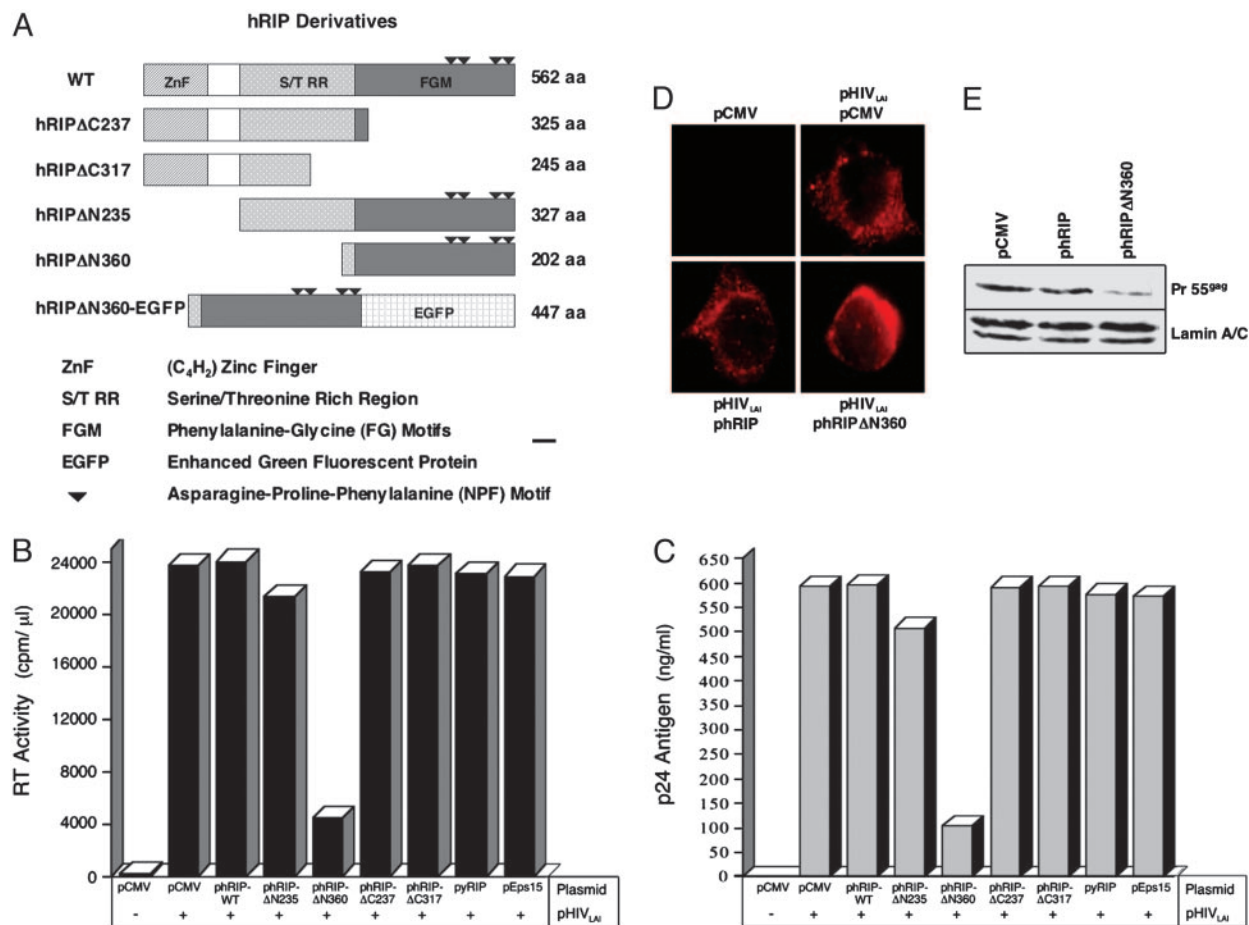 A
hRIP Derivatives
WT
ZnF
S/T RR
FGM
562 aa
hRIPΔC237
325 aa
hRIPΔC317
245 aa
hRIPΔN235
327 aa
hRIPΔN360
202 aa
hRIPΔN360-EGFP
EGFP
447 aa
ZnF (C4H2) Zinc Finger
S/T RR Serine/Threonine Rich Region
FGM Phenylalanine-Glycine (FG) Motifs
EGFP Enhanced Green Fluorescent Protein
Asparagine-Proline-Phenylalanine (NPF) Motif
D
pCMV
pHIVLAI
pCMV
pHIVLAI
phRIP
pHIVLAI
phRIPΔN360
E
pCMV
phRIP
phRIPΔN360
Pr 55gag
Lamin A/C
B
RT Activity (cpm/ µl)
24000
20000
16000
12000
8000
4000
0
pCMV pCMV phRIP-WT phRIP-ΔN235 phRIP-ΔN360 phRIP-ΔC237 phRIP-ΔC317 pyRIP pEps15 Plasmid
- + + + + + + + + pHIVLAI
C
p24 Antigen (ng/ml)
650
600
550
500
450
600
350
300
250
200
150
100
50
0
pCMV pCMV phRIP-WT phRIP-ΔN235 phRIP-ΔN360 phRIP-ΔC237 phRIP-ΔC317 pyRIP pEps15 Plasmid
- + + + + + + + + pHIVLAI